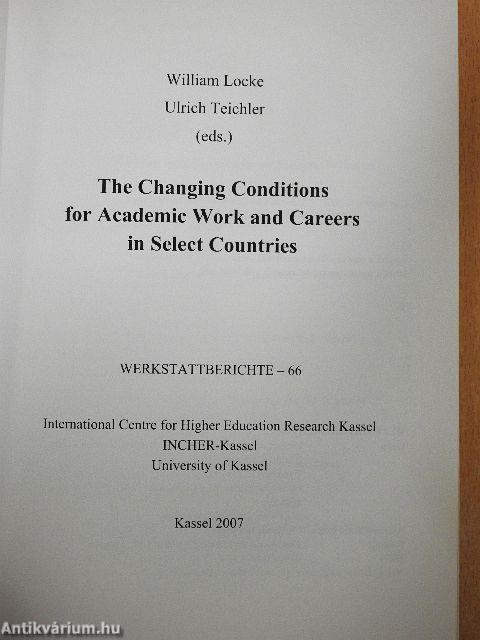 William Locke
Ulrich Teichler
(eds.)
The Changing Conditions
for Academic Work and Careers
in Select Countries
WERKSTATTBERICHTE – 66
International Centre for Higher Education Research Kassel
INCHER-Kassel
University of Kassel
Kassel 2007
Antikvárium.hu